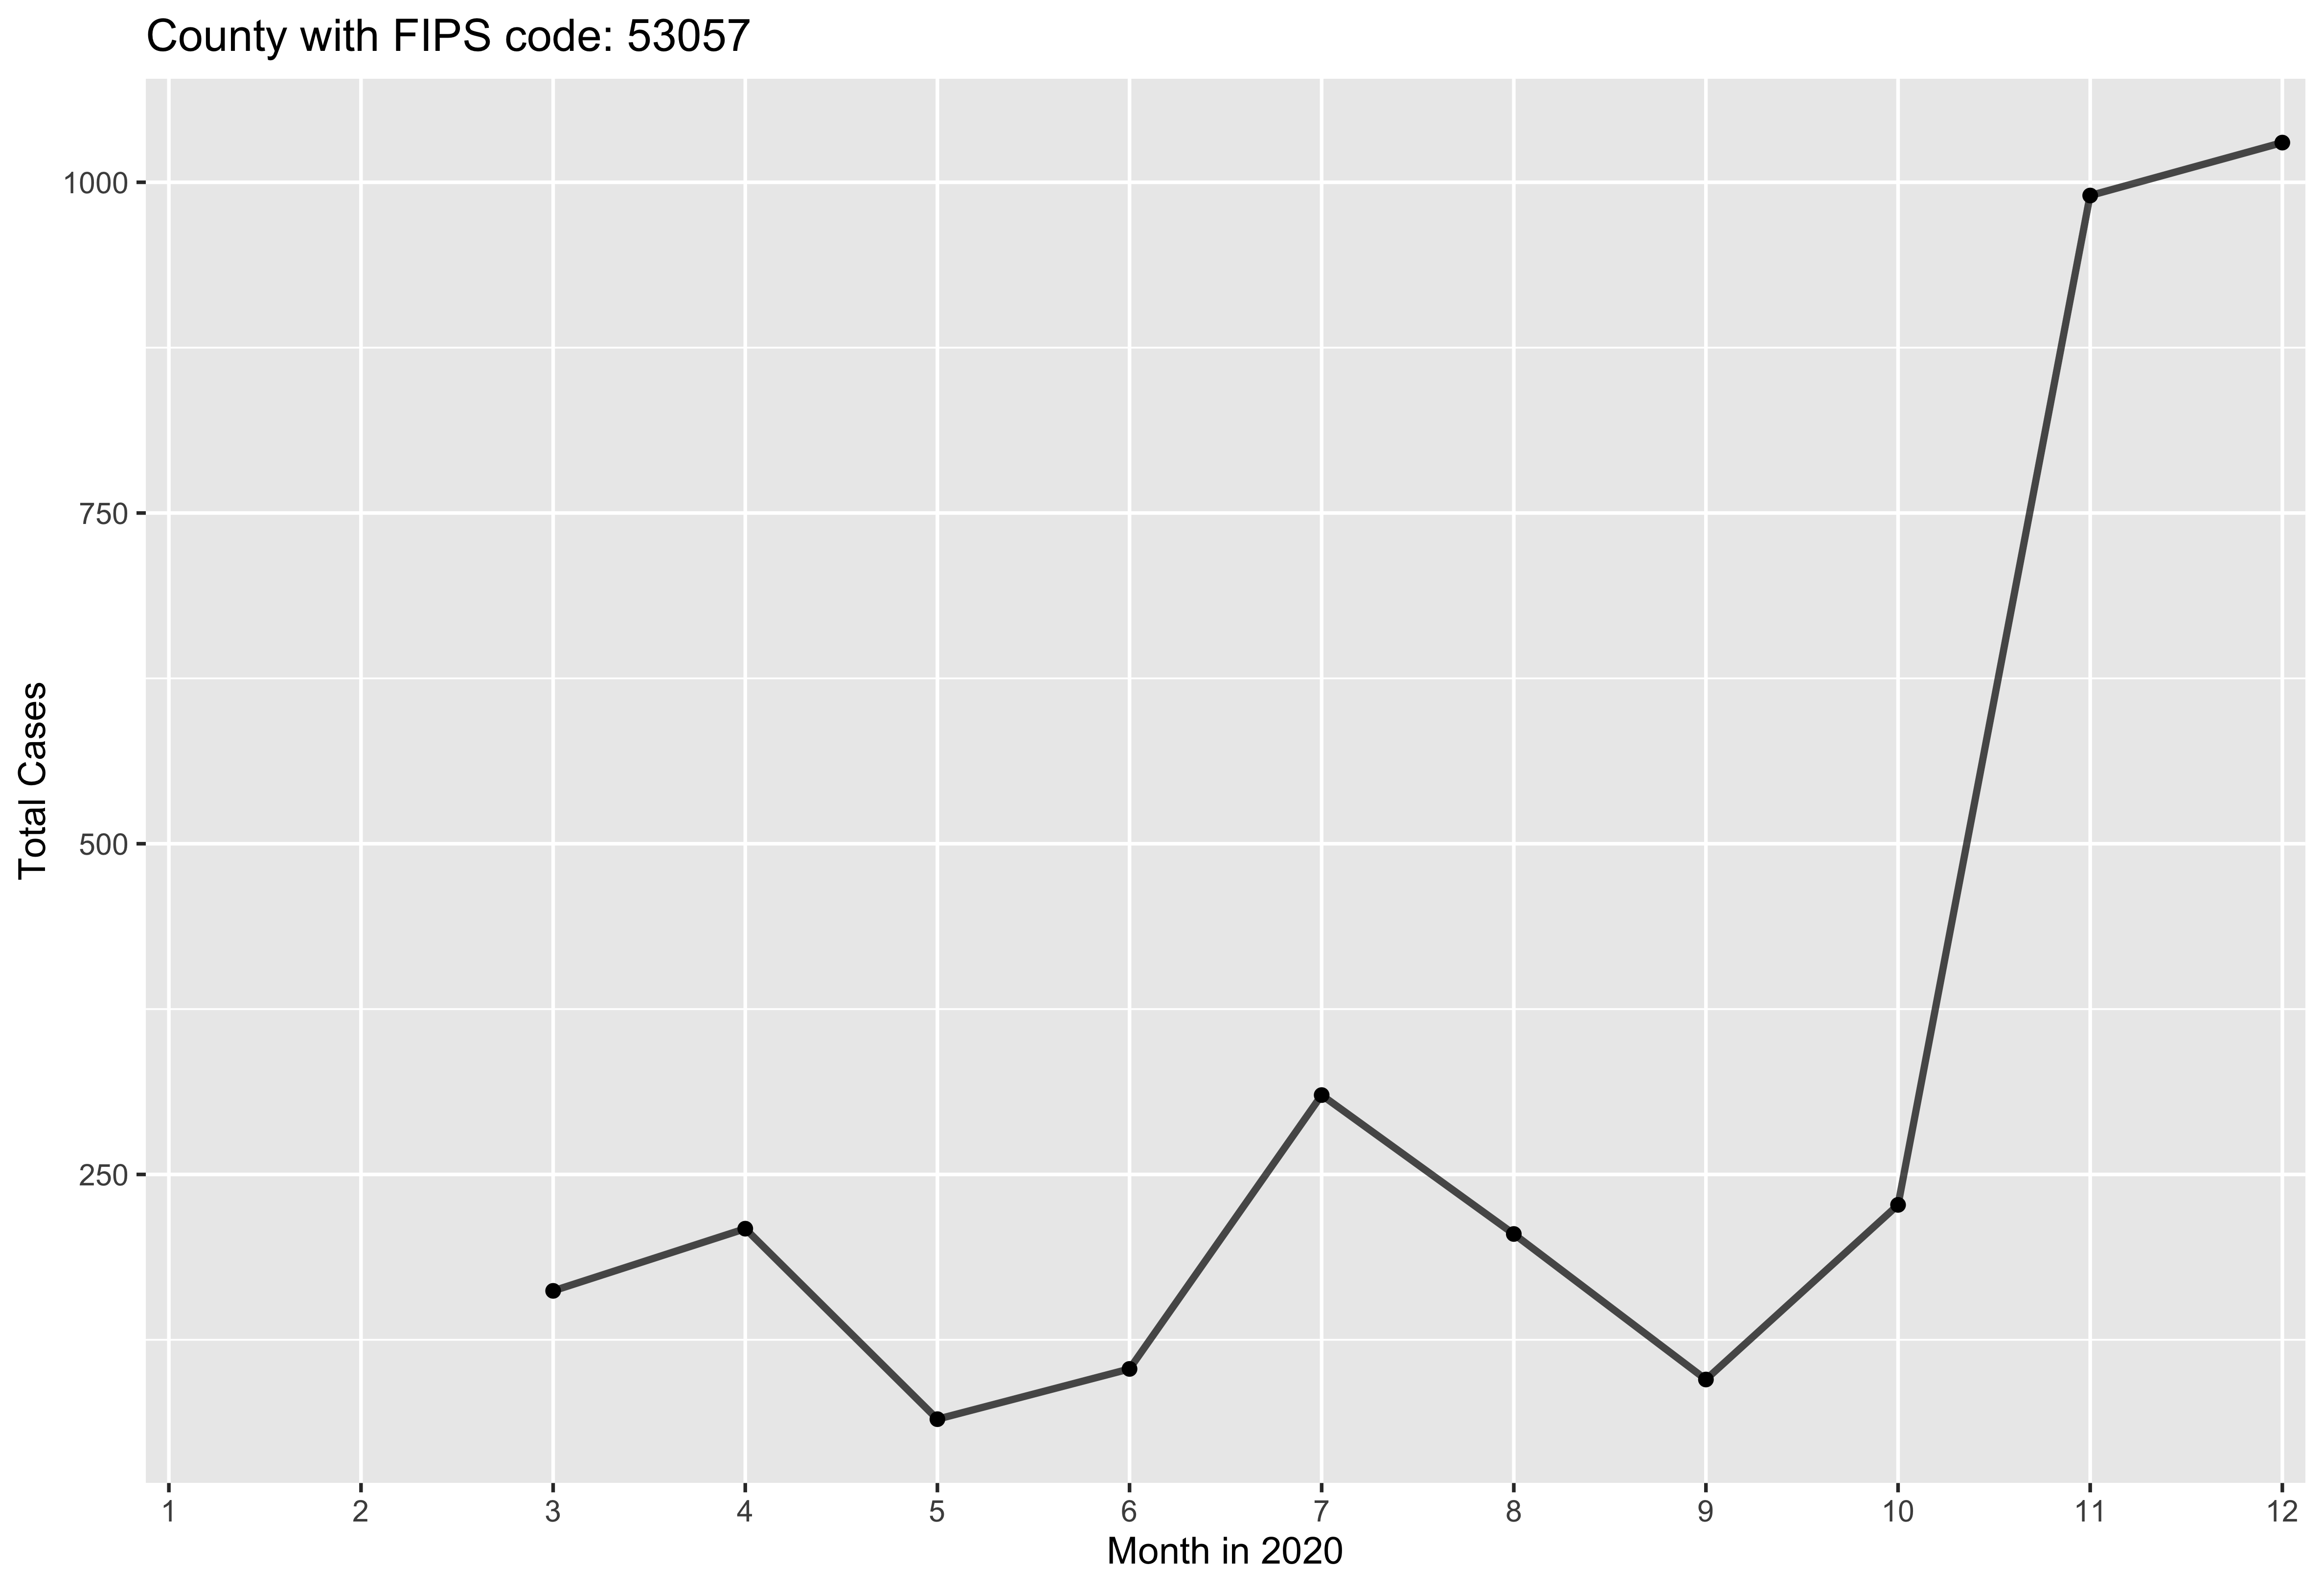 County with FIPS code: 53057
Total Cases
1000
750
500
250
1 2 3 4 5 6 7 8 9 10 11 12
Month in 2020